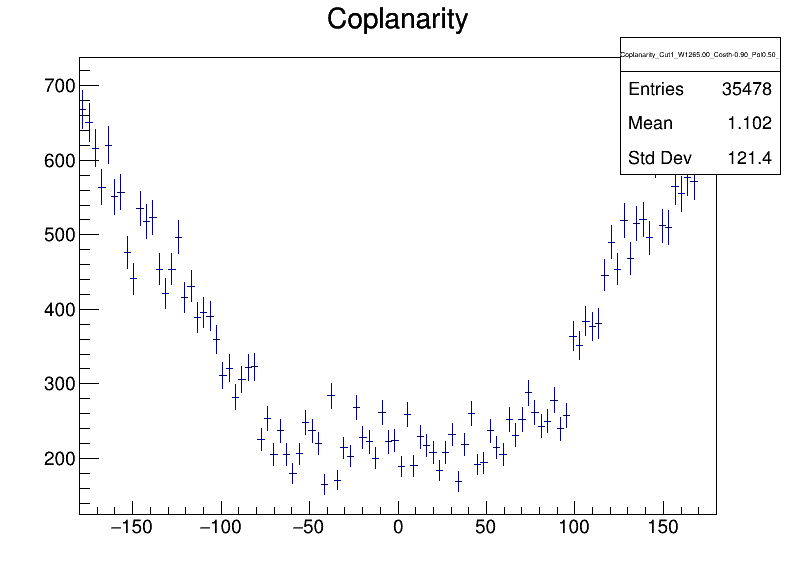 Coplanarity
Coplanarity_Cut1_W1265.00_Costh-0.90_Pol0.50_
Entries 35478
Mean 1.102
Std Dev 121.4
700
600
500
400
300
200
−150 −100 −50 0 50 100 150